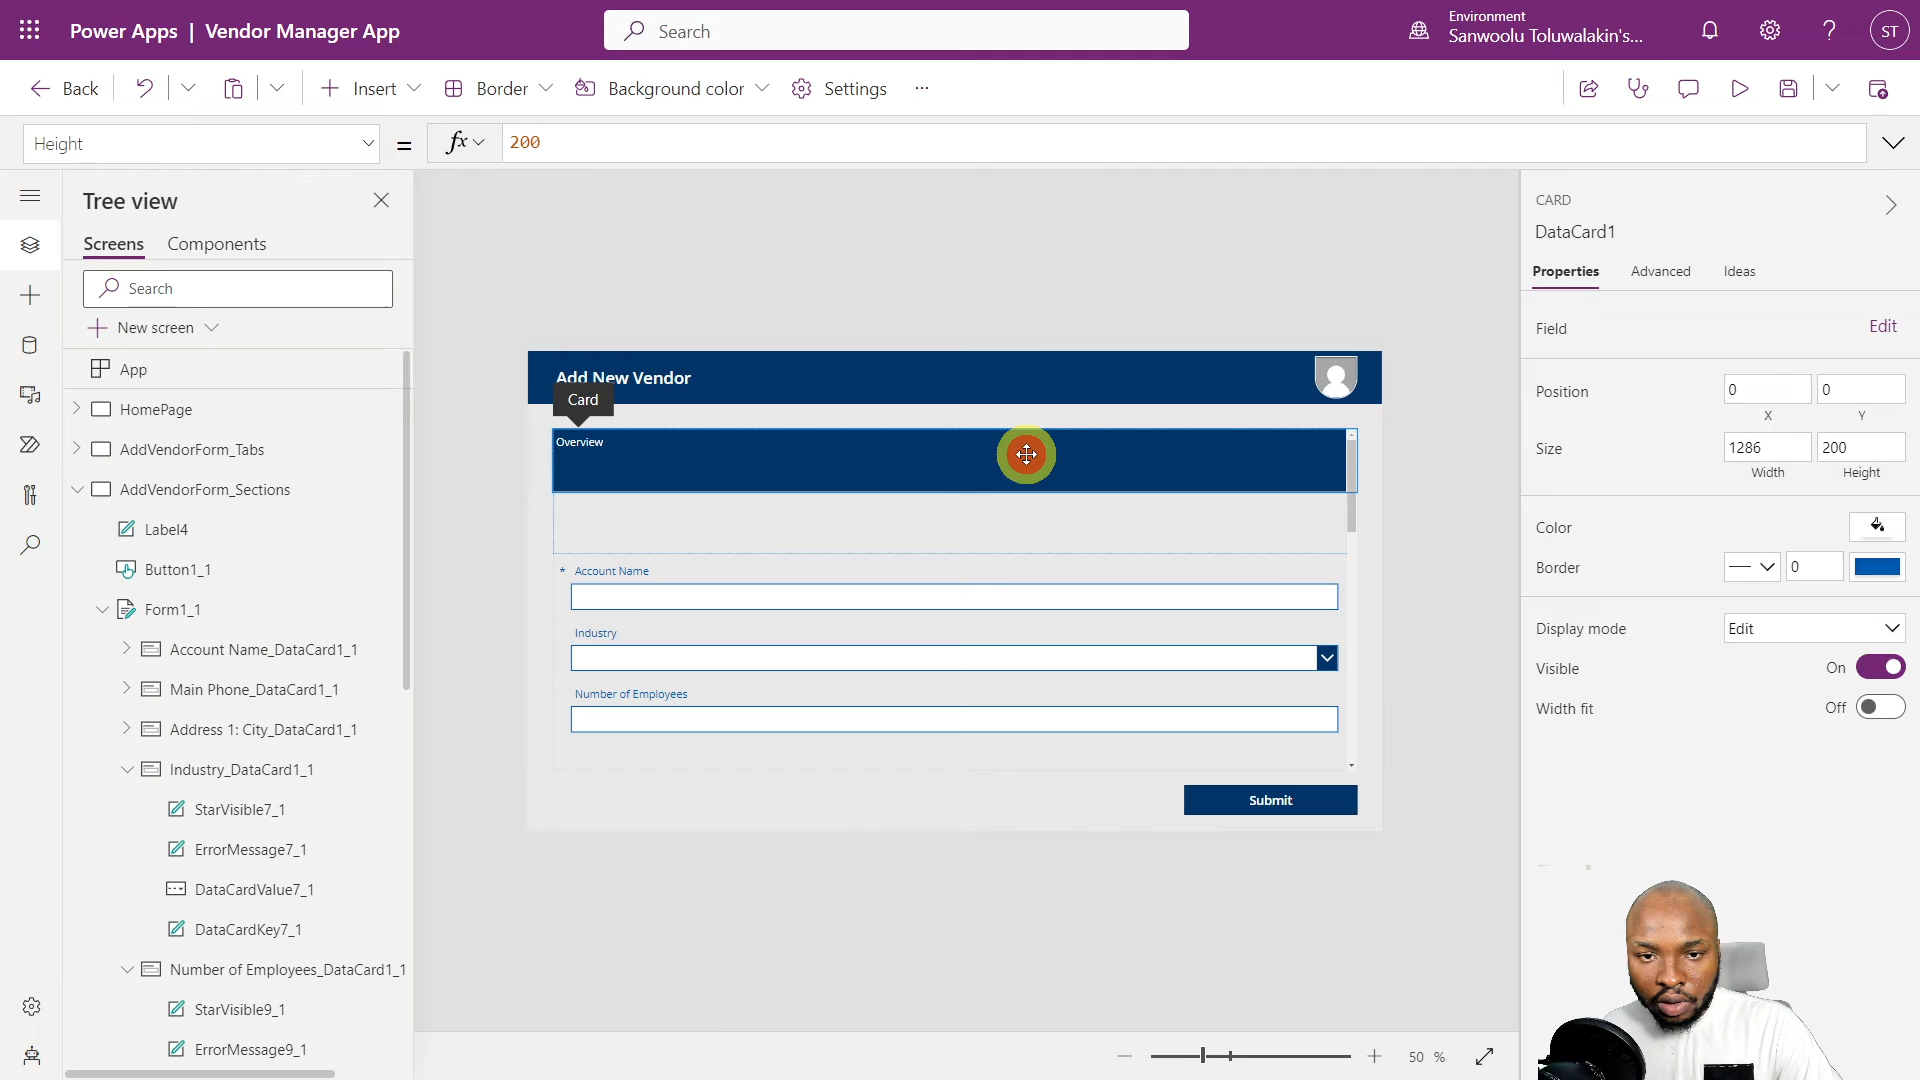 Power Apps | Vendor Manager App
Search
Environment
Sanwoolu Toluwalakin's...
ST
Back
Insert
Border
Background color
Settings
...
Height
=
fx
200
Tree view
Screens
Components
Search
New screen
App
HomePage
AddVendorForm_Tabs
AddVendorForm_Sections
Label4
Button1_1
Form1_1
Account Name_DataCard1_1
Main Phone_DataCard1_1
Address 1: City_DataCard1_1
Industry_DataCard1_1
StarVisible7_1
ErrorMessage7_1
DataCardValue7_1
DataCardKey7_1
Number of Employees_DataCard1_1
StarVisible9_1
ErrorMessage9_1
Add New Vendor
Card
Overview
* Account Name
Industry
Number of Employees
Submit
50 %
CARD
DataCard1
Properties
Advanced
Ideas
Field
Edit
Position
0
0
X
Y
Size
1286
200
Width
Height
Color
Border
0
Display mode
Edit
Visible
On
Width fit
Off